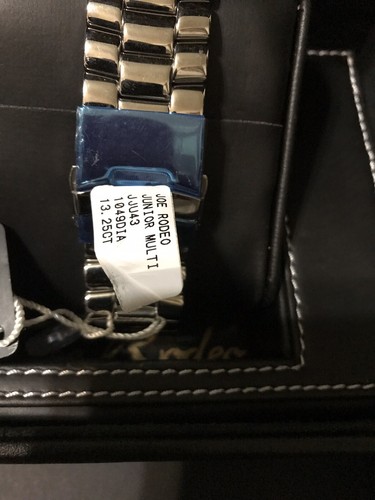 JOE RODEO
JUNIOR MULTI
JJU43
1049DIA
13.25CT